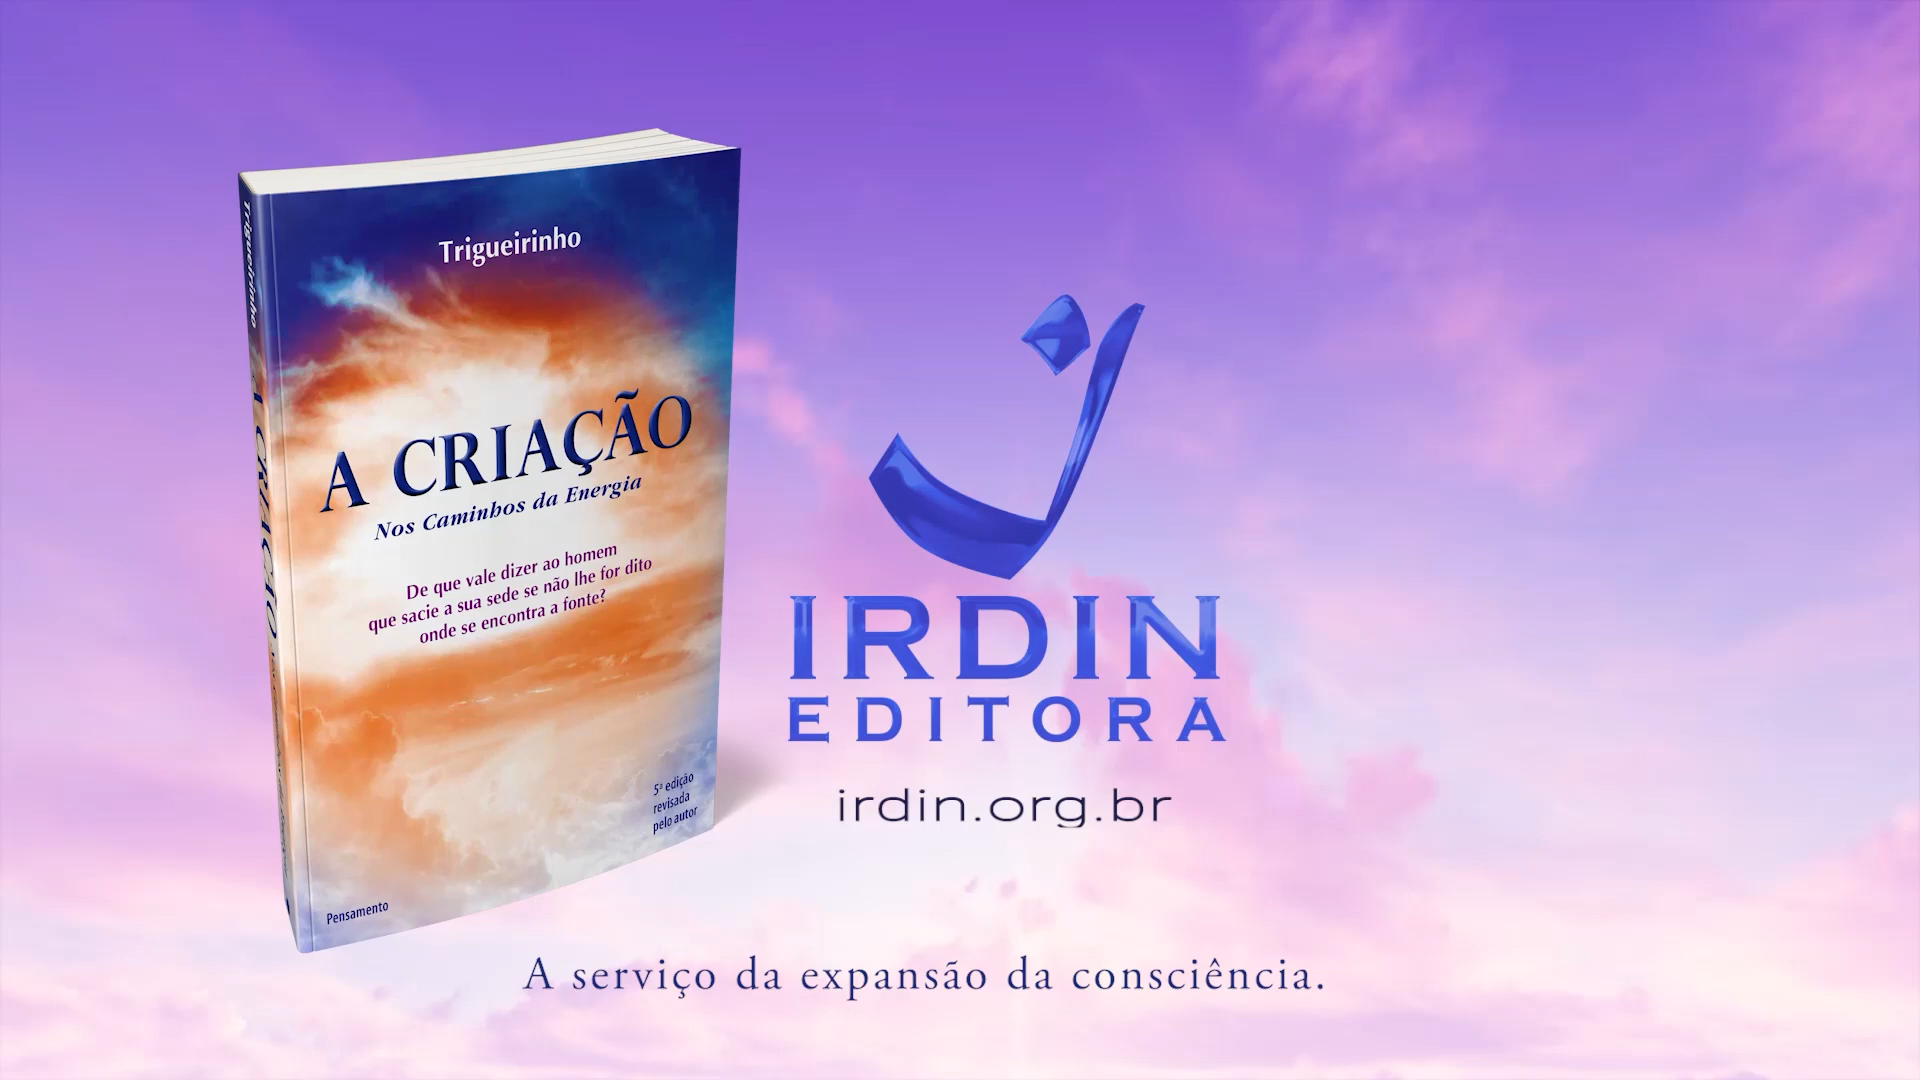 Trigueirinho
A CRIAÇÃO
Nos Caminhos da Energia
De que vale dizer ao homem
que sacie a sua sede se não lhe for dito
onde se encontra a fonte?
5ª edição
revisada
pelo autor
Pensamento
Trigueirinho
A CRIAÇÃO
IRDIN
EDITORA
irdin.org.br
A serviço da expansão da consciência.